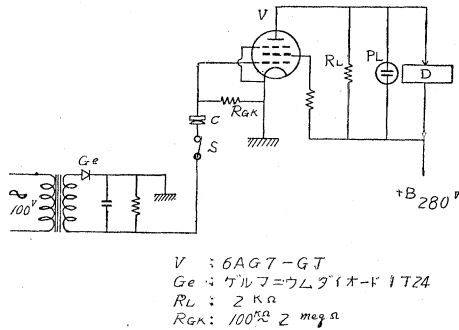 V
RL
PL
D
RGK
C
S
Ge
100V
+B 280V
V : 6AG7-GT
Ge : ゲルマニウムダイオード 1T24
RL : 2 KΩ
RGK : 100KΩ~ 2 megΩ